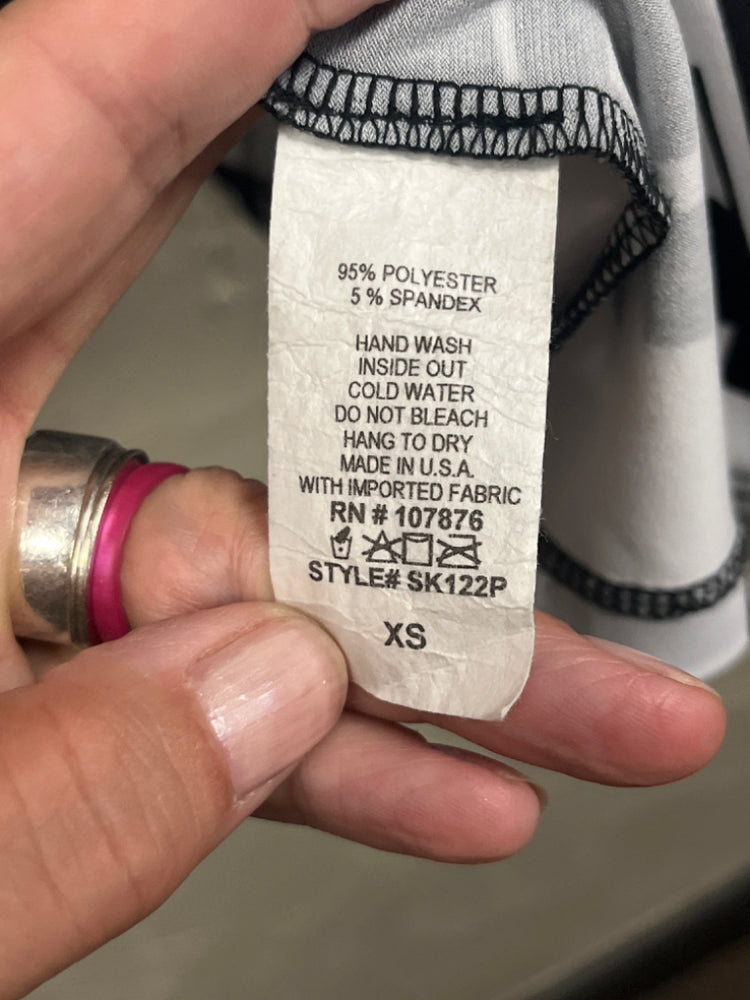 95% POLYESTER
5 % SPANDEX
HAND WASH
INSIDE OUT
COLD WATER
DO NOT BLEACH
HANG TO DRY
MADE IN U.S.A.
WITH IMPORTED FABRIC
RN # 107876
STYLE# SK122P
XS